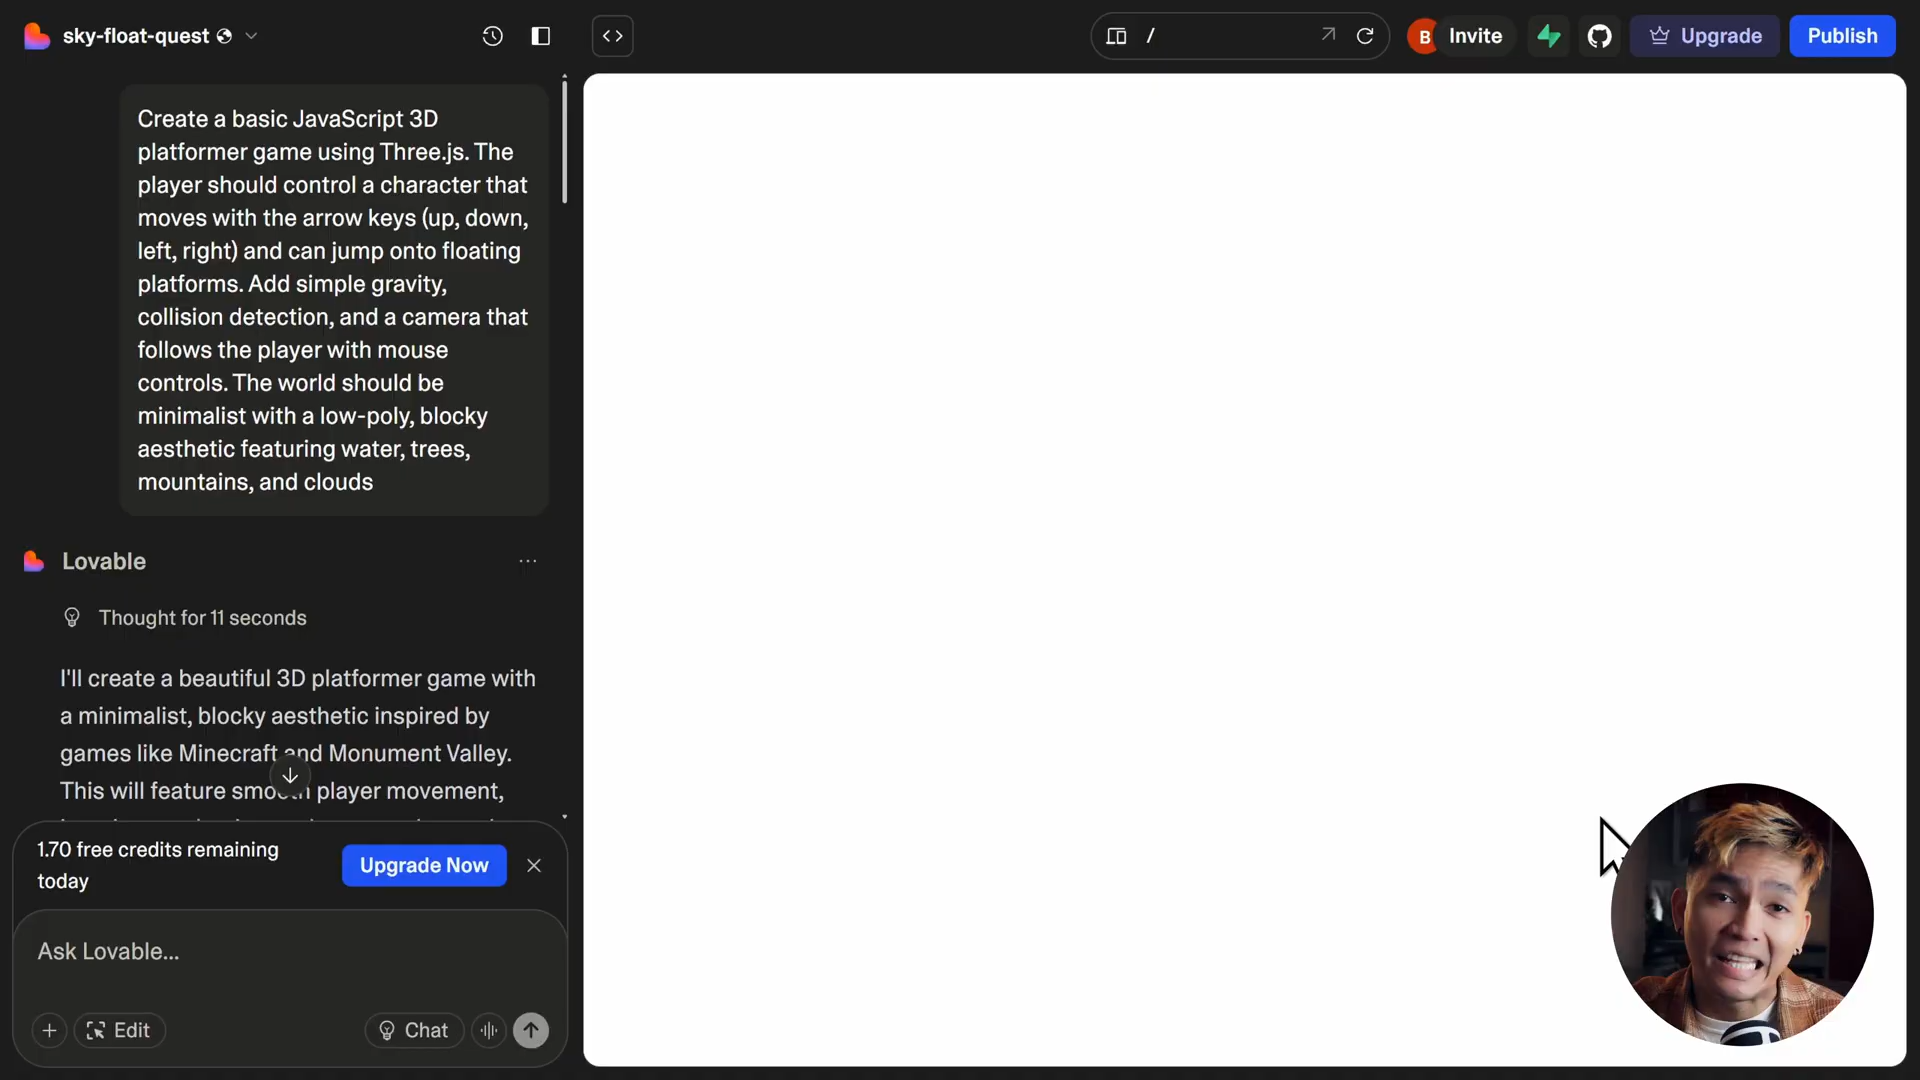 sky-float-quest
/
B
Invite
Upgrade
Publish
Create a basic JavaScript 3D
platformer game using Three.js. The
player should control a character that
moves with the arrow keys (up, down,
left, right) and can jump onto floating
platforms. Add simple gravity,
collision detection, and a camera that
follows the player with mouse
controls. The world should be
minimalist with a low-poly, blocky
aesthetic featuring water, trees,
mountains, and clouds
Lovable
Thought for 11 seconds
I'll create a beautiful 3D platformer game with
a minimalist, blocky aesthetic inspired by
games like Minecraft and Monument Valley.
This will feature smooth player movement,
1.70 free credits remaining
today
Upgrade Now
Ask Lovable...
Edit
Chat